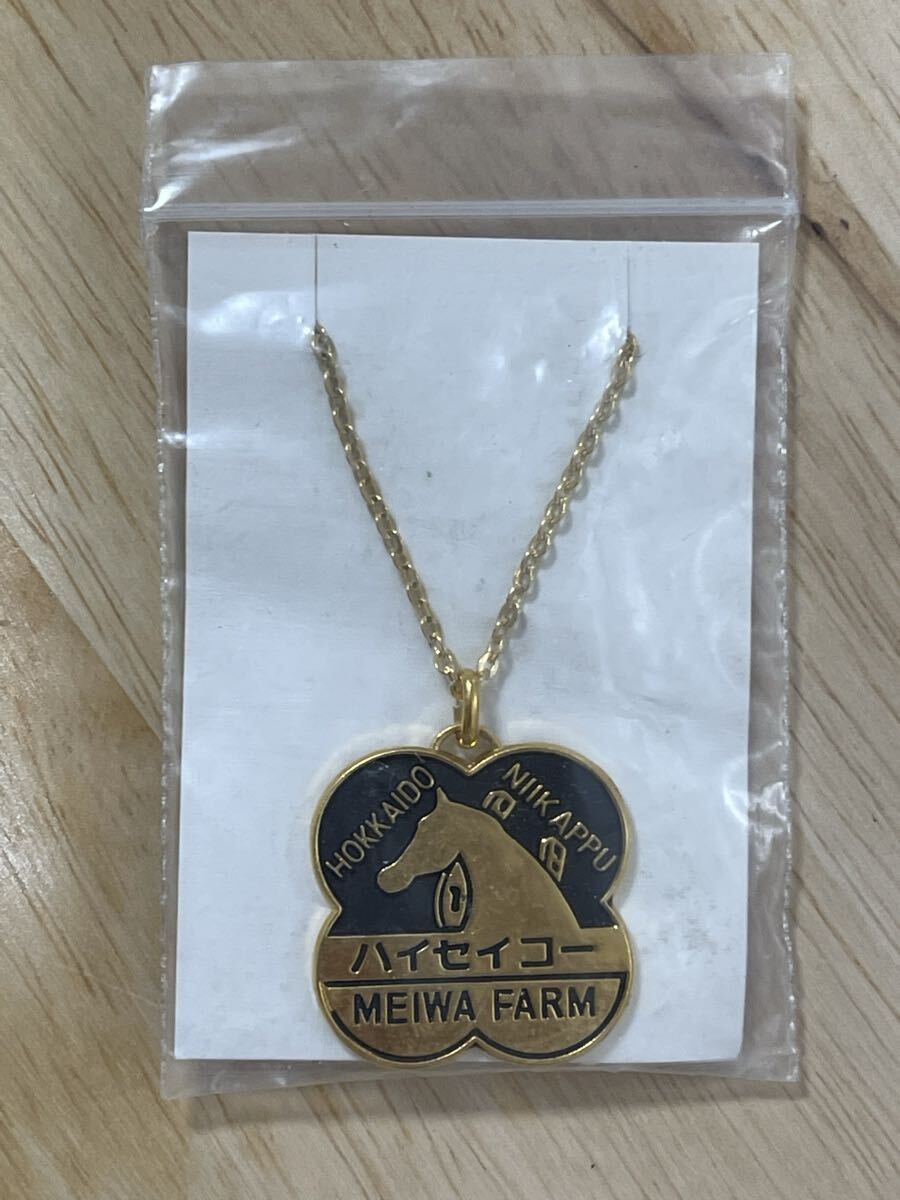 HOKKAIDO
NIIKAPPU
ハイセイコー
MEIWA FARM